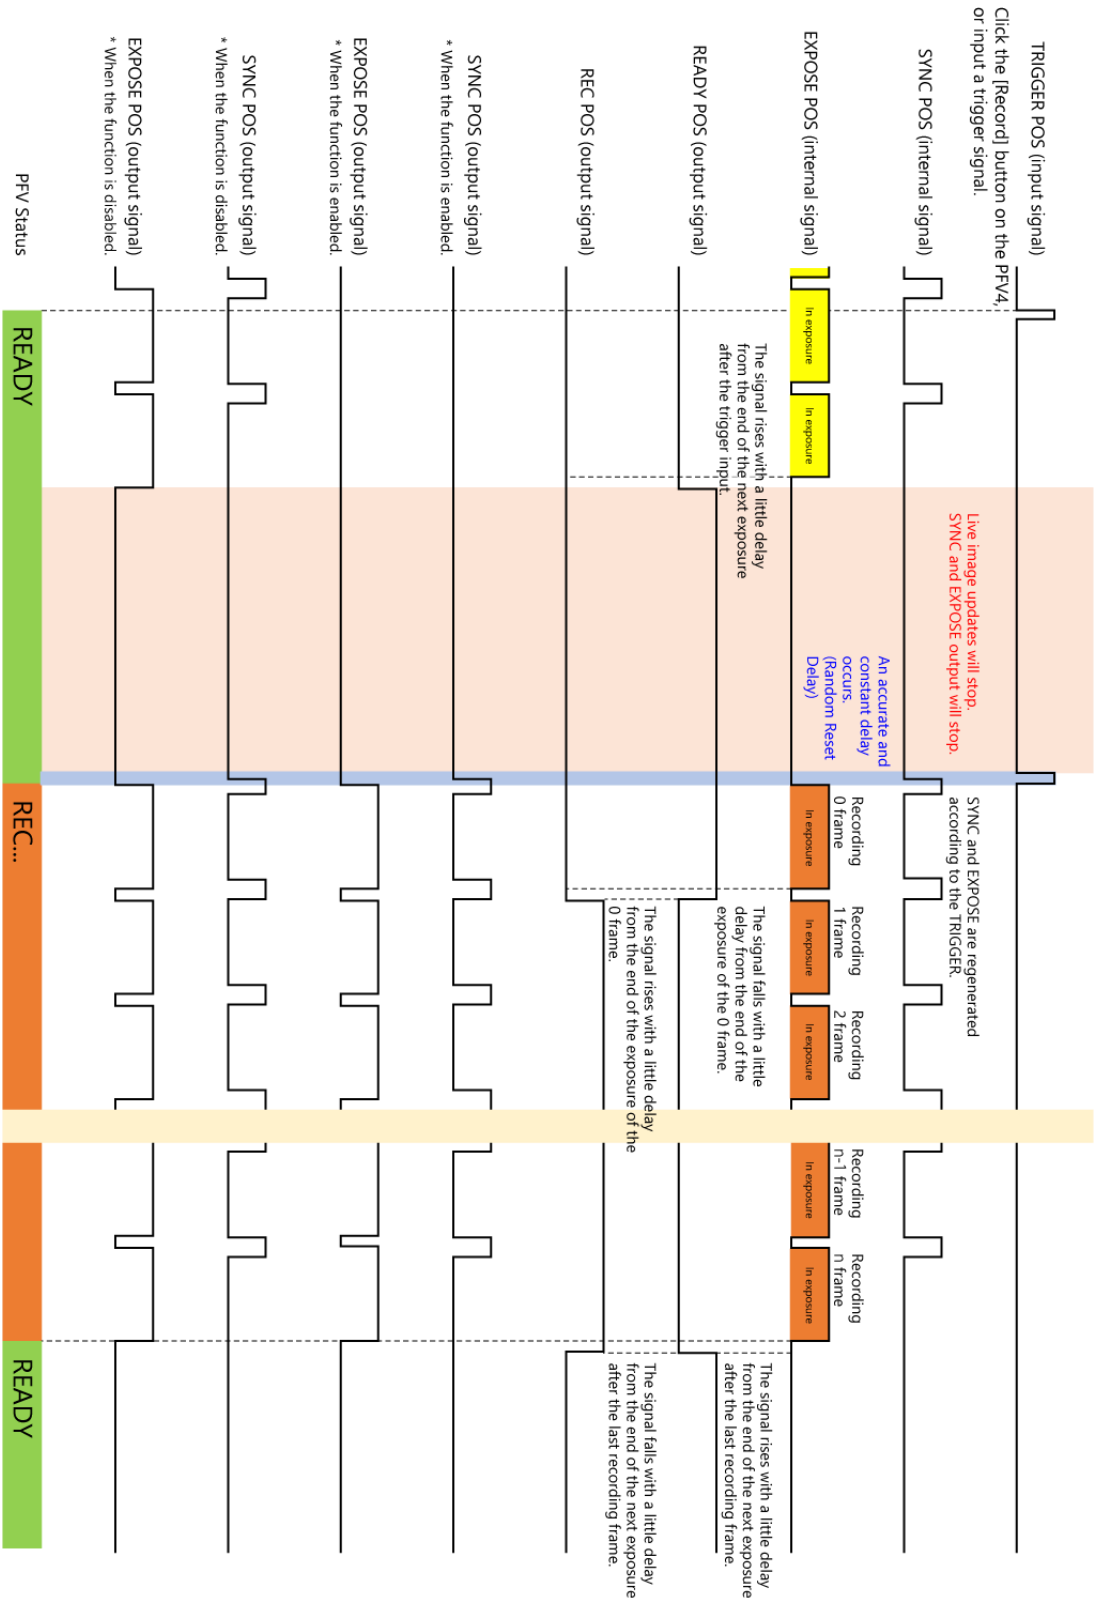 TRIGGER POS (input signal)
Click the [Record] button on the PFV4,
or input a trigger signal.
SYNC POS (internal signal)
Live image updates will stop.
SYNC and EXPOSE output will stop.
SYNC and EXPOSE are regenerated
according to the TRIGGER.
EXPOSE POS (internal signal)
In exposure
In exposure
An accurate and
constant delay
occurs.
(Random Reset
Delay)
Recording
0 frame
In exposure
Recording
1 frame
In exposure
Recording
2 frame
In exposure
Recording
n-1 frame
In exposure
Recording
n frame
In exposure
READY POS (output signal)
The signal rises with a little delay
from the end of the next exposure
after the trigger input.
The signal falls with a little
delay from the end of the
exposure of the 0 frame.
The signal rises with a little delay
from the end of the next exposure
after the last recording frame.
REC POS (output signal)
The signal rises with a little delay
from the end of the exposure of the
0 frame.
The signal falls with a little delay
from the end of the next exposure
after the last recording frame.
SYNC POS (output signal)
* When the function is enabled.
EXPOSE POS (output signal)
* When the function is enabled.
SYNC POS (output signal)
* When the function is disabled.
EXPOSE POS (output signal)
* When the function is disabled.
PFV Status
READY
REC...
READY